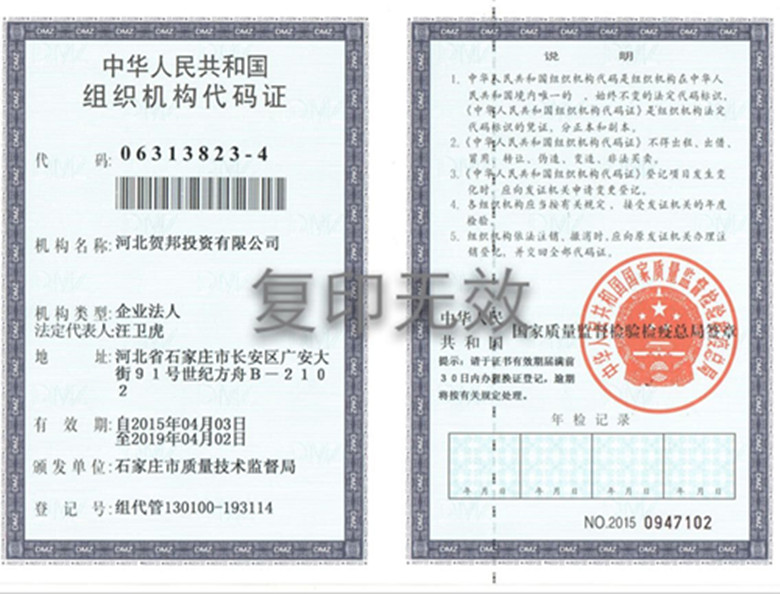 中华人民共和国
组织机构代码证
代 码: 06313823-4
机构名称: 河北贺邦投资有限公司
机构类型: 企业法人
法定代表人: 汪卫虎
地 址: 河北省石家庄市长安区广安大
街91号世纪方舟B-210
2
有 效 期: 自2015年04月03日
至2019年04月02日
颁发单位: 石家庄市质量技术监督局
登 记 号: 组代管130100-193114
复印无效
说 明
1. 中华人民共和国组织机构代码是组织机构在中华人
民共和国境内唯一的、始终不变的法定代码标识,
《中华人民共和国组织机构代码证》是组织机构法定
代码标识的凭证, 分正本和副本.
2. 《中华人民共和国组织机构代码证》不得出租、出借、
冒用、转让、伪造、变造、非法买卖.
3. 《中华人民共和国组织机构代码证》登记项目发生变
化时, 应向发证机关申请变更登记.
4. 各组织机构应当按有关规定, 接受发证机关的年度
检验.
5. 组织机构依法注销、撤消时, 应向原发证机关办理注
销登记, 并交回全部代码证.
中华人民
共和国 国家质量监督检验检疫总局签章
中华人民共和国国家质量监督检验检疫总局
提示: 请于证书有效期届满前
30日内办理换证登记, 逾期
将按有关规定处理.
年检记录
年 月 日 年 月 日 年 月 日 年 月 日
NO.2015 0947102